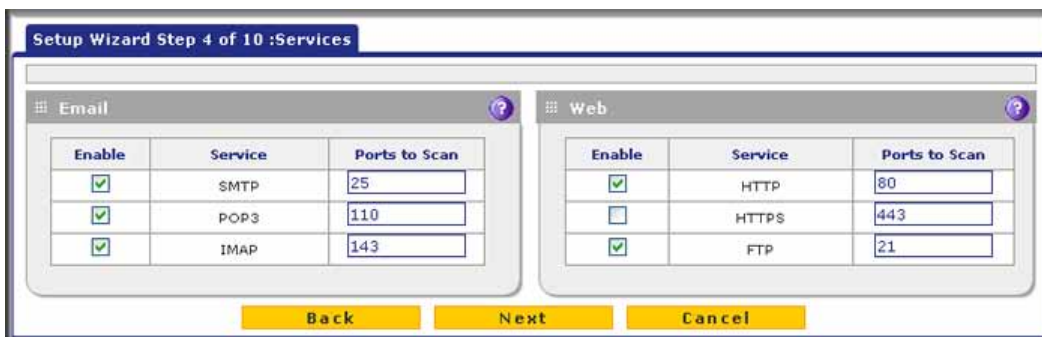 Setup Wizard Step 4 of 10 :Services
Email
Enable Service Ports to Scan
SMTP 25
POP3 110
IMAP 143
? 
Web
Enable Service Ports to Scan
HTTP 80
HTTPS 443
FTP 21
?
Back Next Cancel